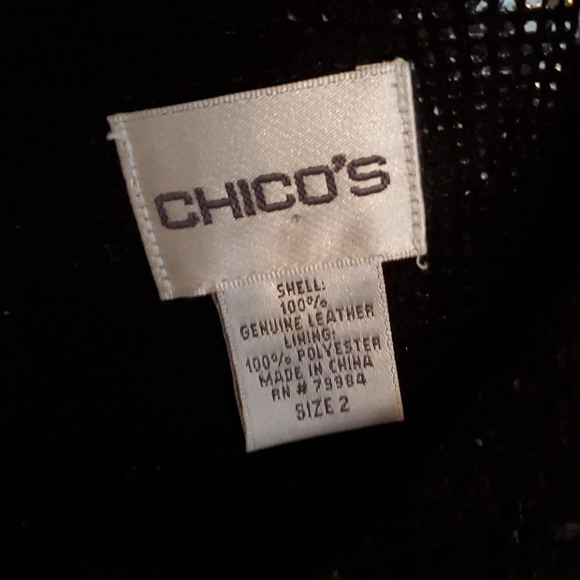 CHICO'S
SHELL:
100%
GENUINE LEATHER
LINING:
100% POLYESTER
MADE IN CHINA
RN # 79984
SIZE 2